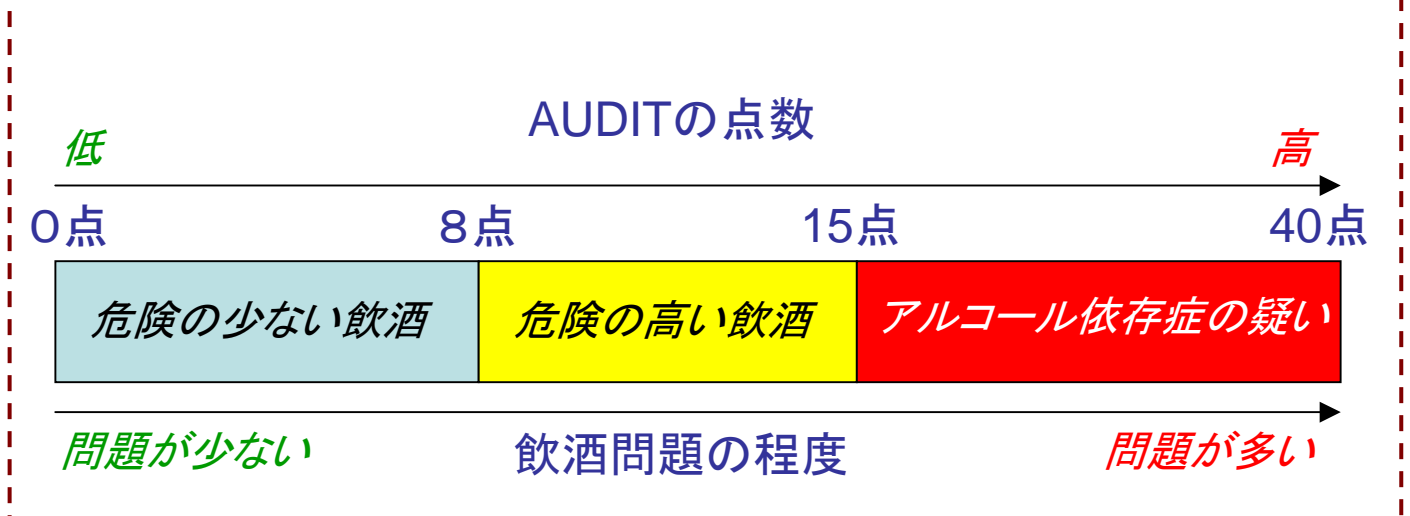 AUDITの点数
低 高
0点 8点 15点 40点
危険の少ない飲酒 危険の高い飲酒 アルコール依存症の疑い
問題が少ない 飲酒問題の程度 問題が多い